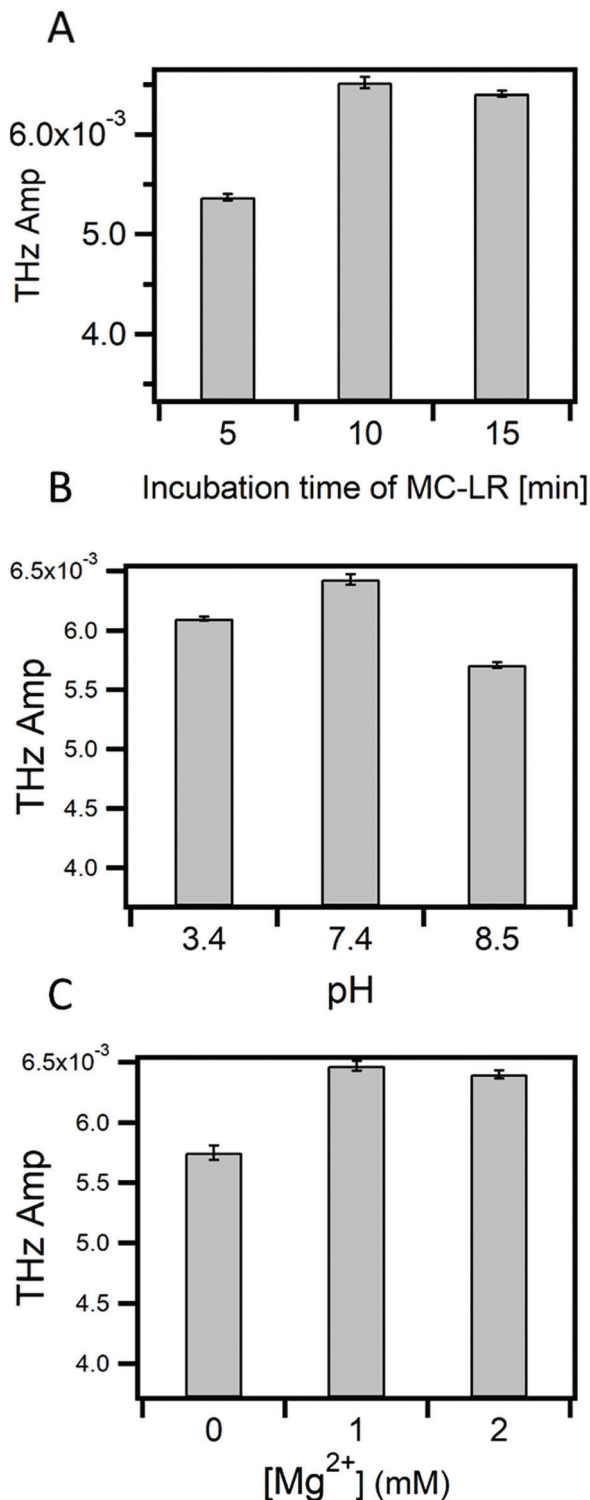 A
THz Amp
6.0x10⁻³
5.0
4.0
5 10 15
Incubation time of MC-LR [min]
B
THz Amp
6.5x10⁻³
6.0
5.5
5.0
4.5
4.0
3.4 7.4 8.5
pH
C
THz Amp
6.5x10⁻³
6.0
5.5
5.0
4.5
4.0
0 1 2
[Mg²⁺] (mM)